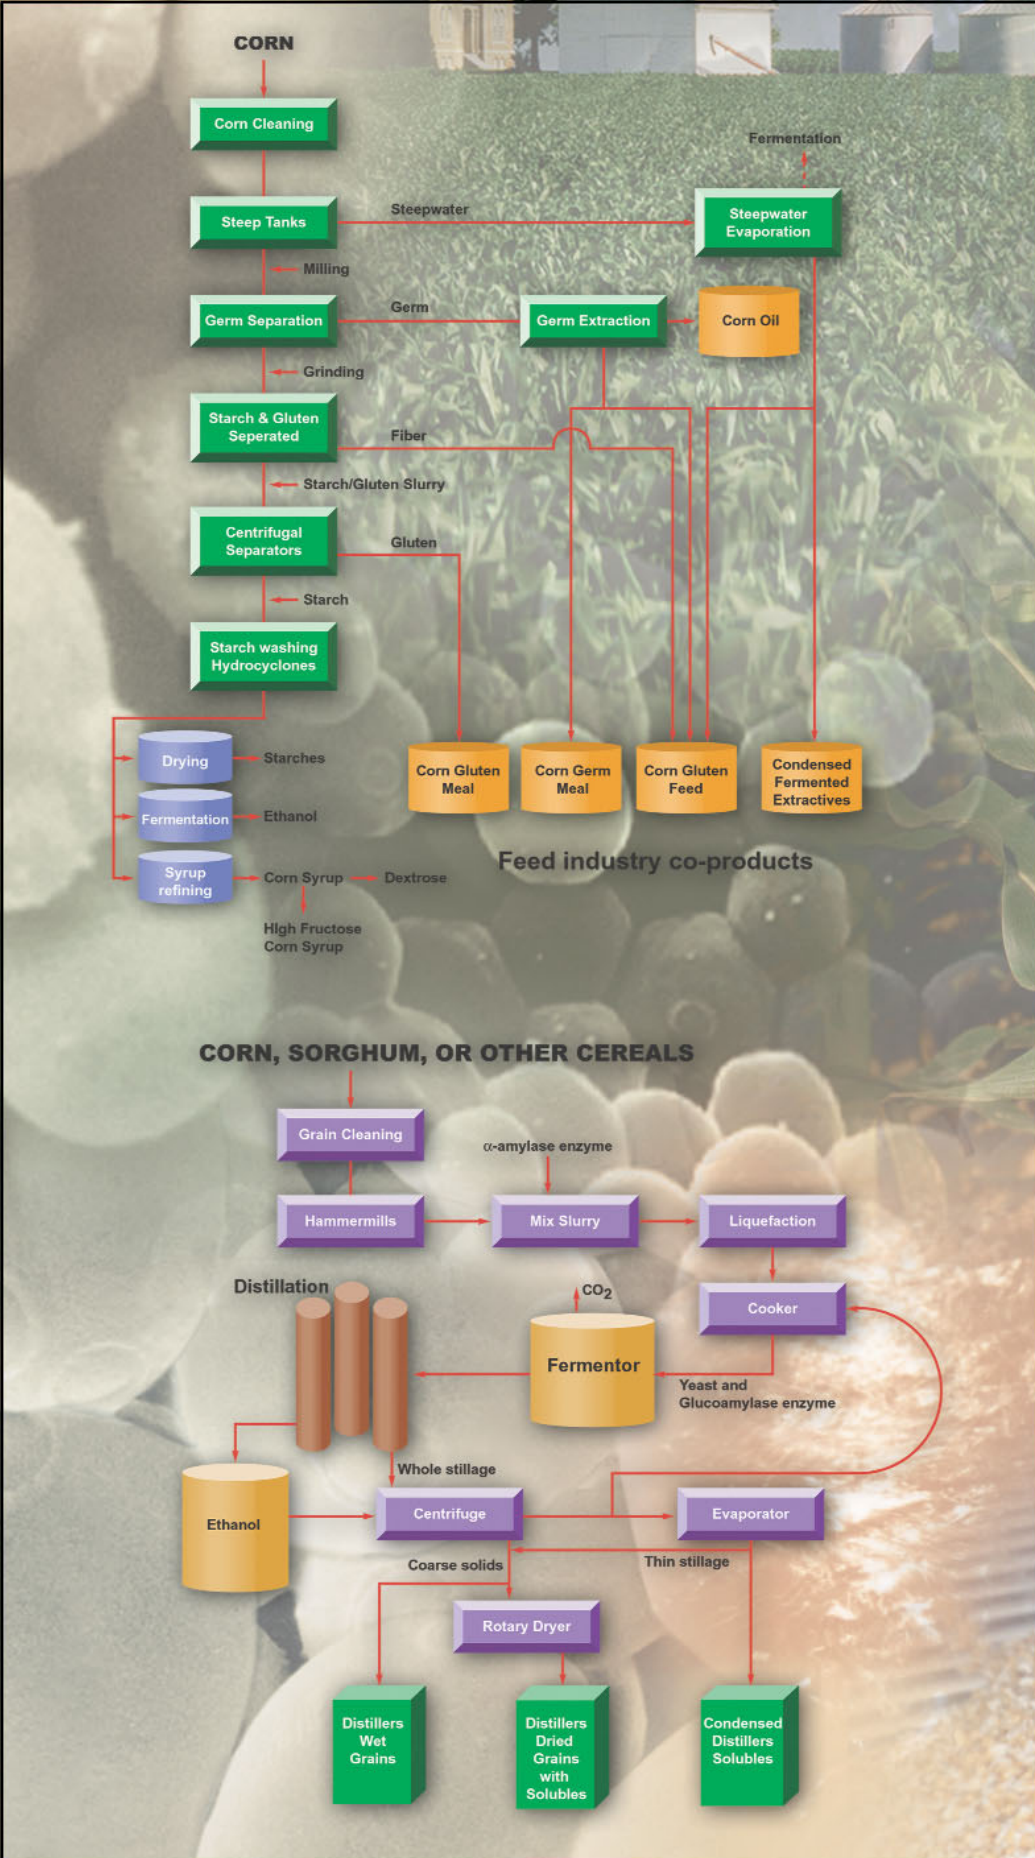 CORN
Corn Cleaning
Fermentation
Steep Tanks
Steepwater
Steepwater
Evaporation
Milling
Germ Separation
Germ
Germ Extraction
Corn Oil
Grinding
Starch & Gluten
Seperated
Fiber
Starch/Gluten Slurry
Centrifugal
Separators
Gluten
Starch
Starch washing
Hydrocyclones
Drying
Starches
Fermentation
Ethanol
Syrup
refining
Corn Syrup
Dextrose
HIgh Fructose
Corn Syrup
Corn Gluten
Meal
Corn Germ
Meal
Corn Gluten
Feed
Condensed
Fermented
Extractives
Feed industry co-products
CORN, SORGHUM, OR OTHER CEREALS
Grain Cleaning
α-amylase enzyme
Hammermills
Mix Slurry
Liquefaction
Distillation
CO2
Cooker
Fermentor
Yeast and
Glucoamylase enzyme
Whole stillage
Ethanol
Centrifuge
Evaporator
Coarse solids
Thin stillage
Rotary Dryer
Distillers
Wet
Grains
Distillers
Dried
Grains
with
Solubles
Condensed
Distillers
Solubles